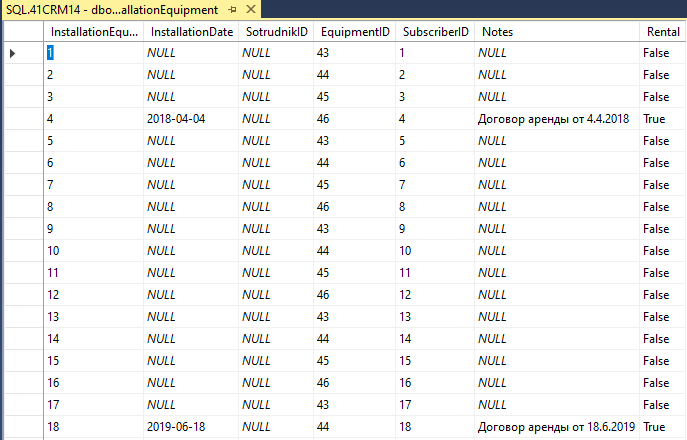 SQL.41CRM14 - dbo...allationEquipment
InstallationEqu... InstallationDate SotrudnikID EquipmentID SubscriberID Notes Rental
1 NULL NULL 43 1 NULL False
2 NULL NULL 44 2 NULL False
3 NULL NULL 45 3 NULL False
4 2018-04-04 NULL 46 4 Договор аренды от 4.4.2018 True
5 NULL NULL 43 5 NULL False
6 NULL NULL 44 6 NULL False
7 NULL NULL 45 7 NULL False
8 NULL NULL 46 8 NULL False
9 NULL NULL 43 9 NULL False
10 NULL NULL 44 10 NULL False
11 NULL NULL 45 11 NULL False
12 NULL NULL 46 12 NULL False
13 NULL NULL 43 13 NULL False
14 NULL NULL 44 14 NULL False
15 NULL NULL 45 15 NULL False
16 NULL NULL 46 16 NULL False
17 NULL NULL 43 17 NULL False
18 2019-06-18 NULL 44 18 Договор аренды от 18.6.2019 True